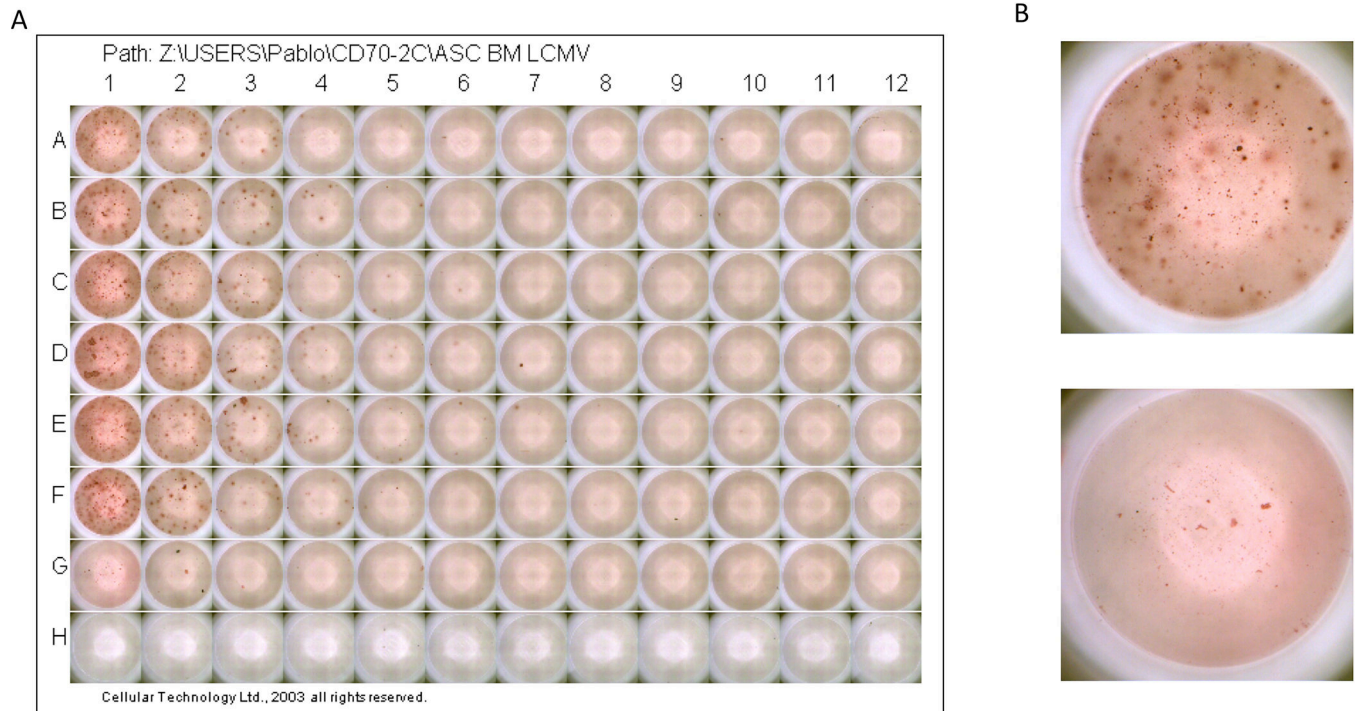 A
B
Path: Z:\USERS\Pablo\CD70-2C\ASC BM LCMV
1 2 3 4 5 6 7 8 9 10 11 12
A
B
C
D
E
F
G
H
Cellular Technology Ltd., 2003 all rights reserved.